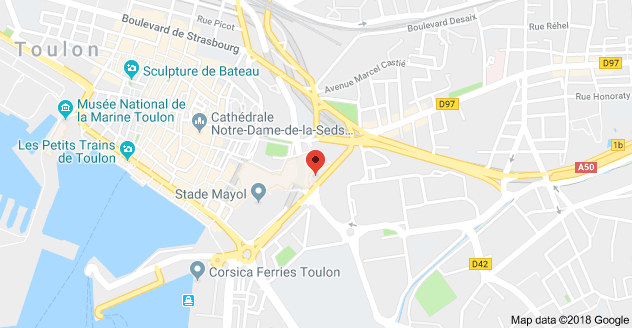 Rue Picot
Boulevard Desaix
Rue Réhel
Boulevard de Strasbourg
Toulon
Avenue Marcel Castié
D97
Sculpture de Bateau
D97
Rue Honoraty
Musée National de
la Marine Toulon
Cathédrale
Notre-Dame-de-la-Seds...
1b
Les Petits Trains
de Toulon
A50
Stade Mayol
D42
Corsica Ferries Toulon
Map data ©2018 Google